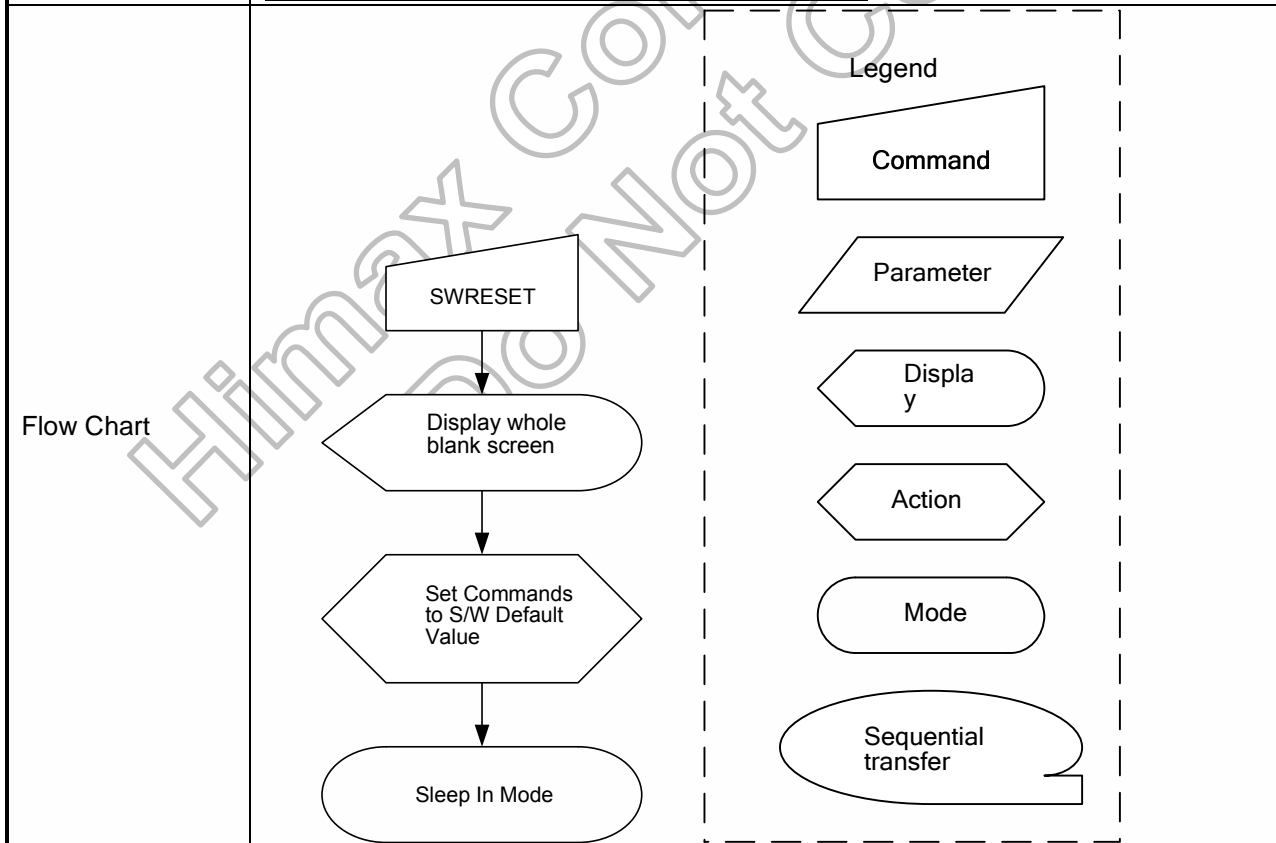 Flow Chart
SWRESET
Display whole
blank screen
Set Commands
to S/W Default
Value
Sleep In Mode
Legend
Command
Parameter
Displa
y
Action
Mode
Sequential
transfer
Himax
Do Not